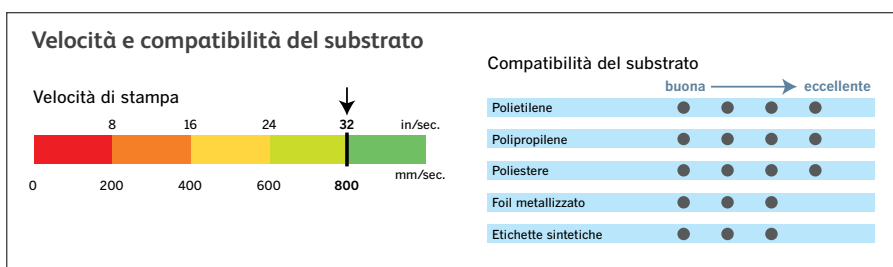 Velocità e compatibilità del substrato
Velocità di stampa
8 16 24 32 in/sec.
0 200 400 600 800 mm/sec.
Compatibilità del substrato
buona eccellente
Polietilene
Polipropilene
Poliestere
Foil metallizzato
Etichette sintetiche